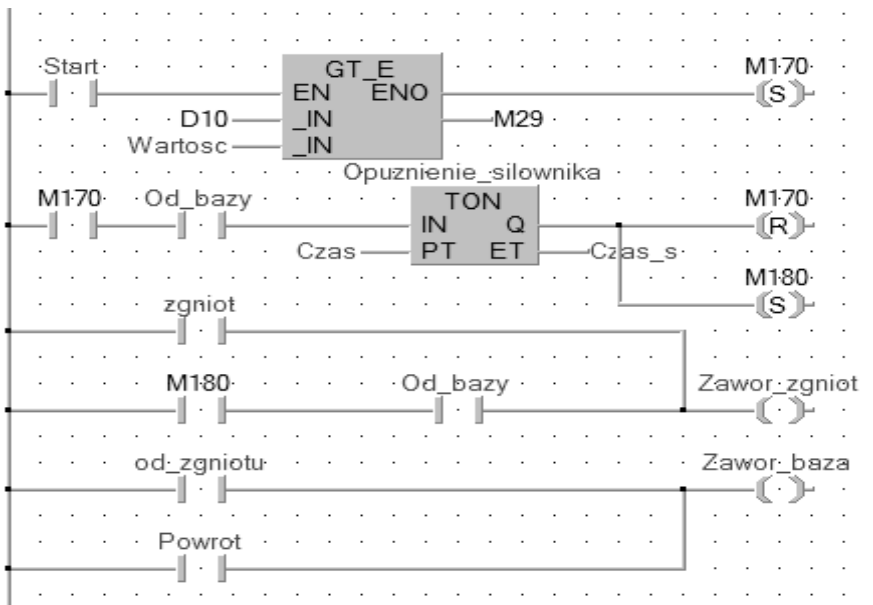 Start
GT_E
M170
EN ENO
(S)
D10 _IN M29
Wartosc _IN
Opuznienie_silownika
M170 Od_bazy TON M170
IN Q (R)
Czas PT ET Czas_s
M180
(S)
zgniot
M180 Od_bazy Zawor_zgniot
od_zgniotu Zawor_baza
Powrot